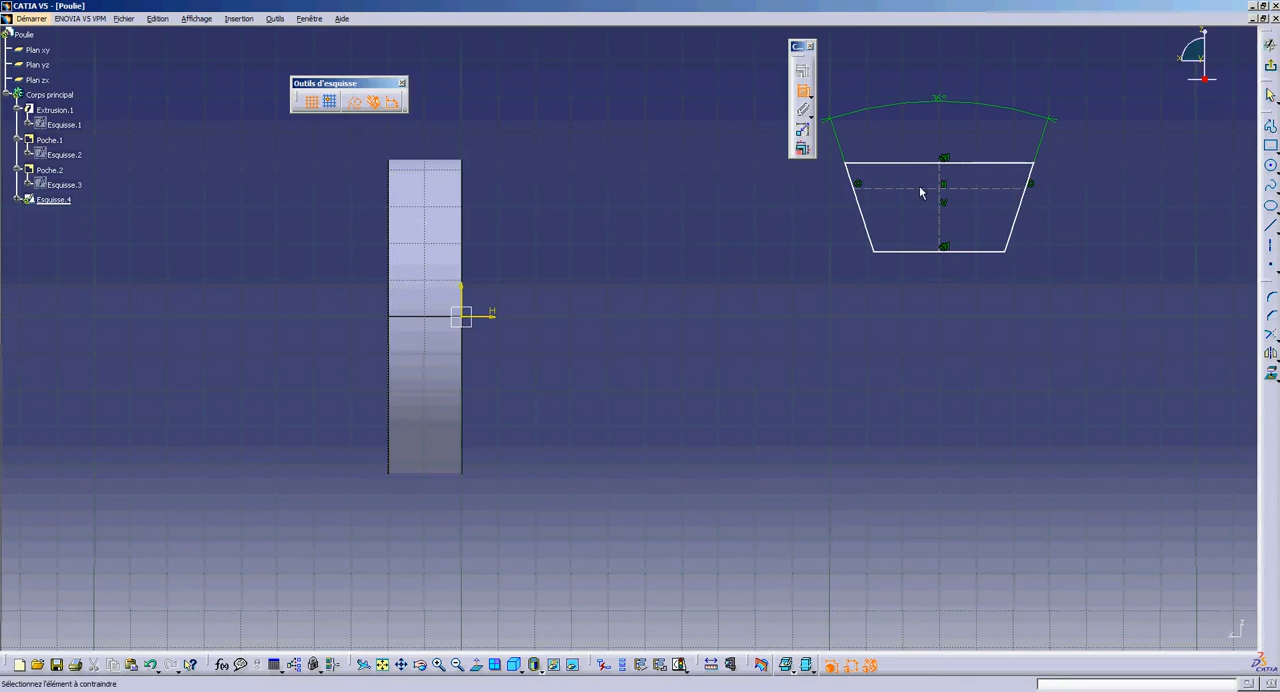 CATIA V5 - [Poulie]
Démarrer ENOVIA V5 VPM Fichier Edition Affichage Insertion Outils Fenêtre Aide
Poulie
Plan xy
Plan yz
Plan zx
Corps principal
Extrusion.1
Esquisse.1
Poche.1
Esquisse.2
Poche.2
Esquisse.3
Esquisse.4
Outils d'esquisse
C...
36°
H
V
H
z
x
y
z
f(x)
CATIA
Sélectionnez l'élément à contraindre